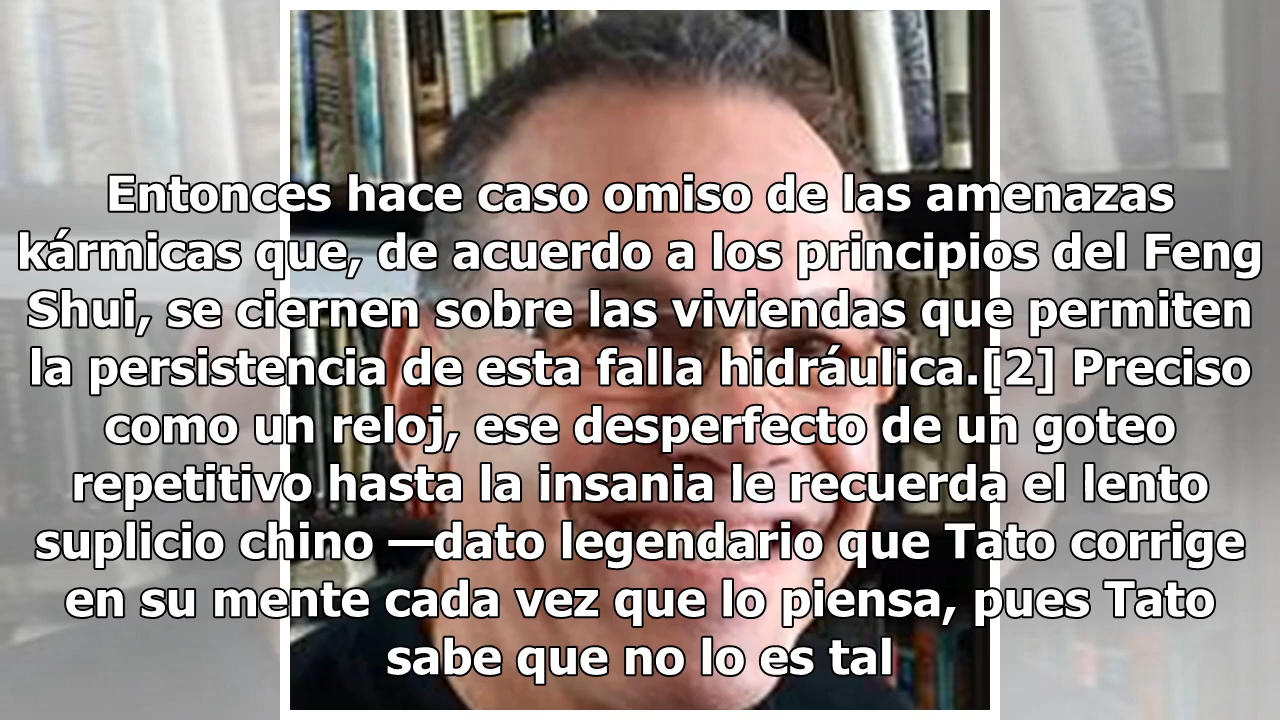 Entonces hace caso omiso de las amenazas
kármicas que, de acuerdo a los principios del Feng
Shui, se ciernen sobre las viviendas que permiten
la persistencia de esta falla hidráulica.[2] Preciso
como un reloj, ese desperfecto de un goteo
repetitivo hasta la insania le recuerda el lento
suplicio chino —dato legendario que Tato corrige
en su mente cada vez que lo piensa, pues Tato
sabe que no lo es tal